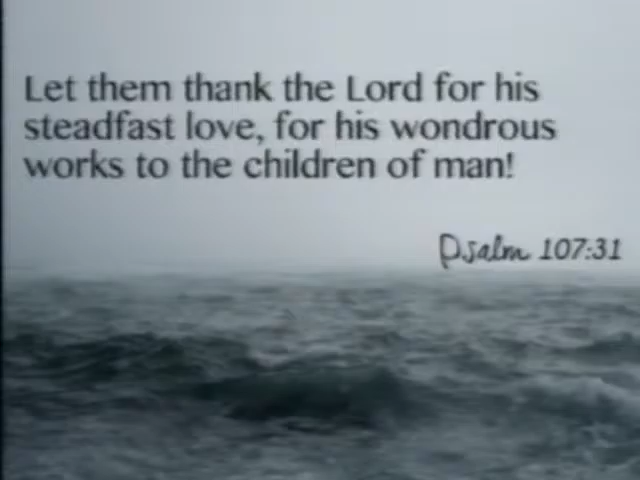 Let them thank the Lord for his
steadfast love, for his wondrous
works to the children of man!
Psalm 107:31